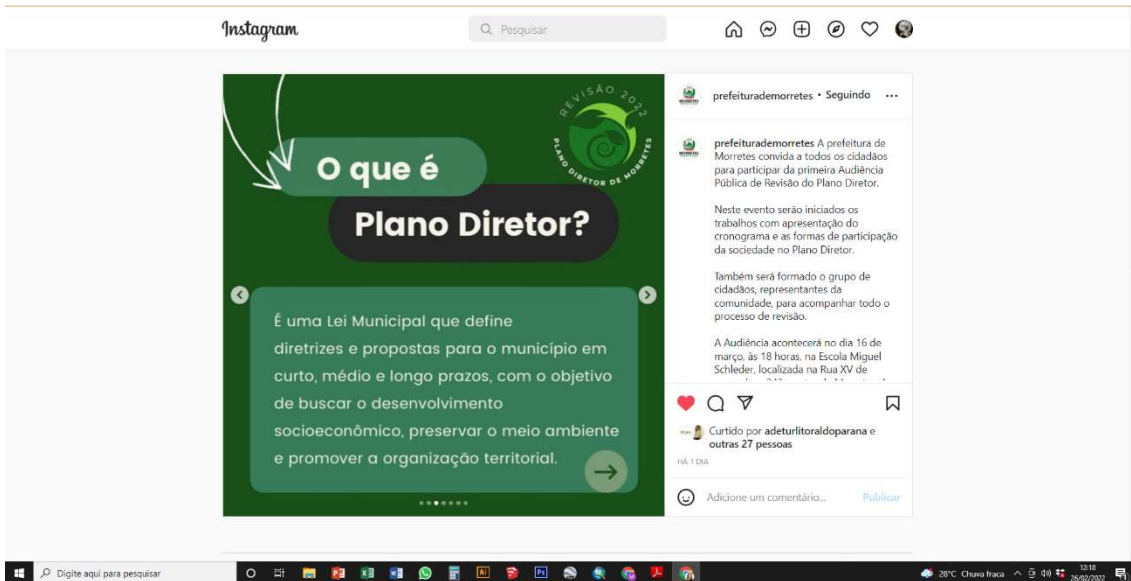 Instagram
Pesquisar
REVISÃO 2022
PLANO DIRETOR DE MORRETES
O que é
Plano Diretor?
É uma Lei Municipal que define
diretrizes e propostas para o município em
curto, médio e longo prazos, com o objetivo
de buscar o desenvolvimento
socioeconômico, preservar o meio ambiente
e promover a organização territorial.
prefeiturademorretes • Seguindo
prefeiturademorretes A prefeitura de
Morretes convida a todos os cidadãos
para participar da primeira Audiência
Pública de Revisão do Plano Diretor.
Neste evento serão iniciados os
trabalhos com apresentação do
cronograma e as formas de participação
da sociedade no Plano Diretor.
Também será formado o grupo de
cidadãos, representantes da
comunidade, para acompanhar todo o
processo de revisão.
A Audiência acontecerá no dia 16 de
março, às 18 horas, na Escola Miguel
Schleder, localizada na Rua XV de
Curtido por adeturlitoraldoparana e
outras 27 pessoas
HÁ 1 DIA
Adicione um comentário... Publicar
Digite aqui para pesquisar
28°C Chuva fraca
12:18
26/02/2022